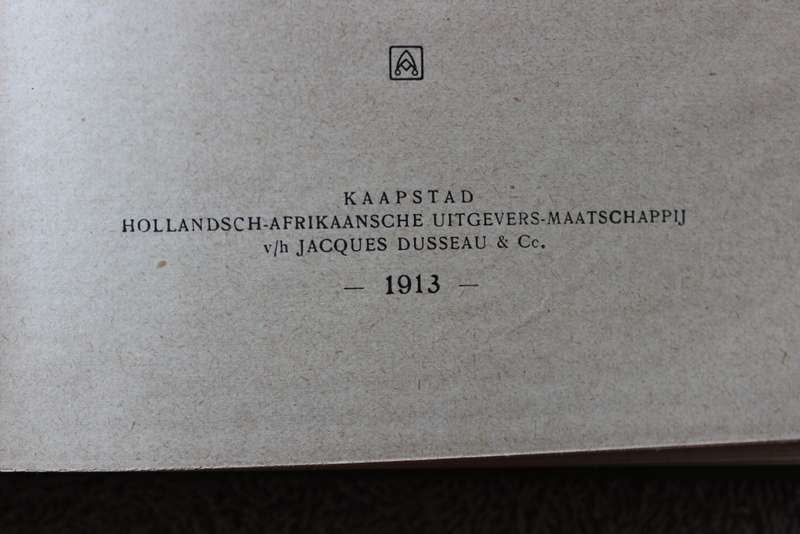 KAAPSTAD
HOLLANDSCH-AFRIKAANSCHE UITGEVERS-MAATSCHAPPIJ
v/h JACQUES DUSSEAU & Co.
— 1913 —